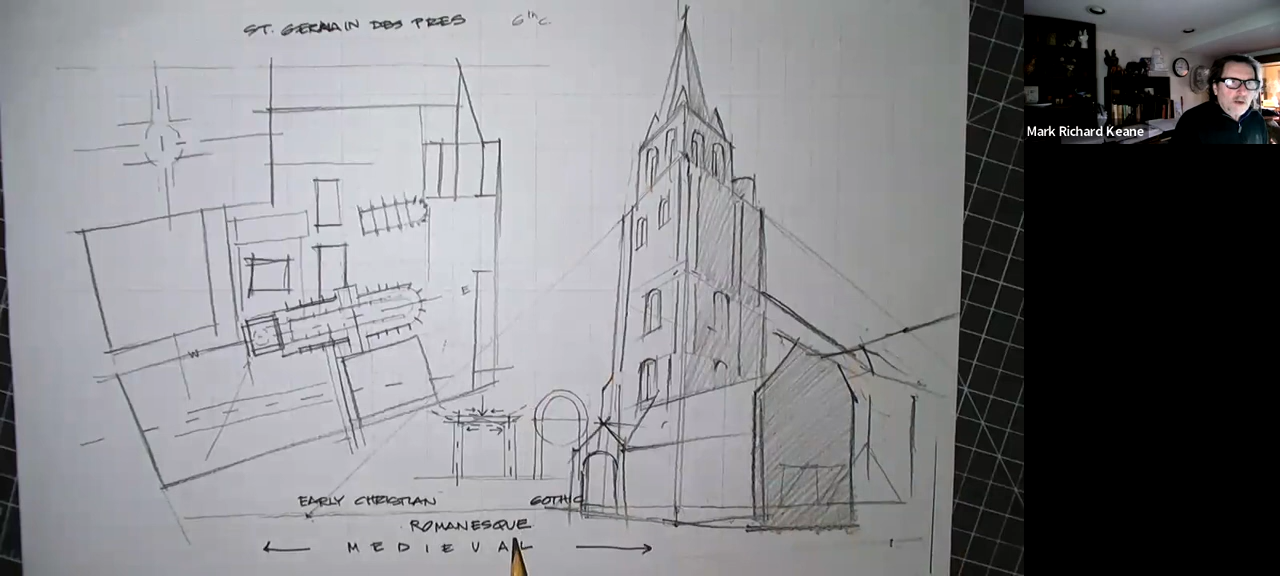 ST. GERMAIN DES PRES 6th C.
Mark Richard Keane
E
W
EARLY CHRISTIAN GOTHIC
ROMANESQUE
MEDIEVAL